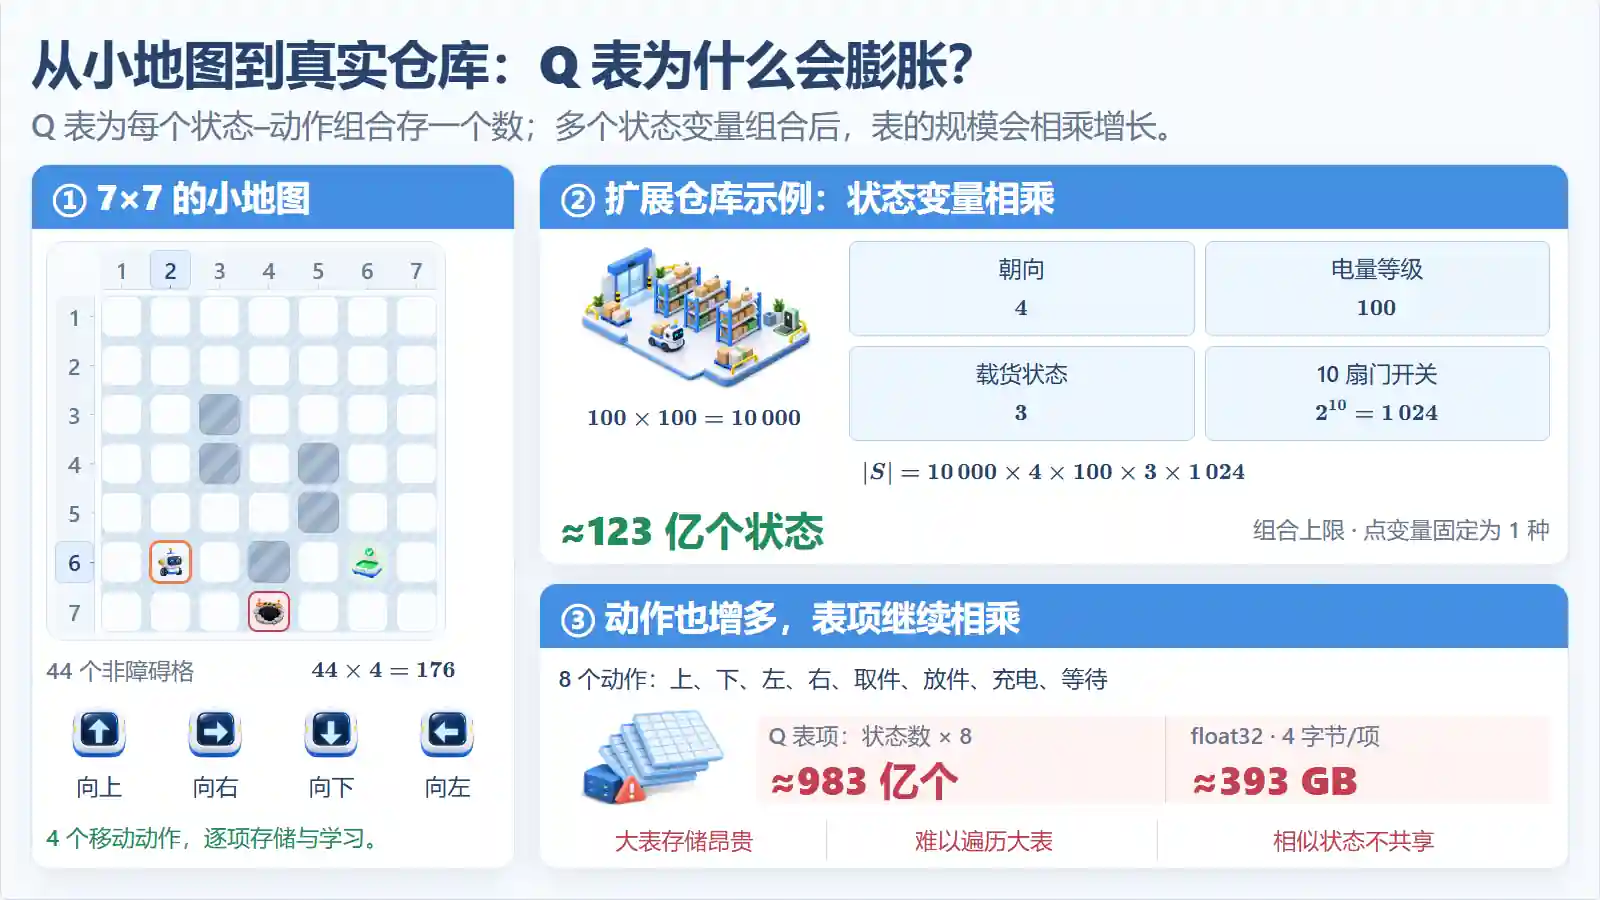 从小地图到真实仓库：Q 表为什么会膨胀？
Q 表为每个状态–动作组合存一个数；多个状态变量组合后，表的规模会相乘增长。
① 7×7 的小地图
1 2 3 4 5 6 7
1
2
3
4
5
6
7
44 个非障碍格
44 × 4 = 176
向上 向右 向下 向左
4 个移动动作，逐项存储与学习。
② 扩展仓库示例：状态变量相乘
100 × 100 = 10 000
朝向
4
电量等级
100
载货状态
3
10 扇门开关
2^10 = 1 024
|S| = 10 000 × 4 × 100 × 3 × 1 024
≈123 亿个状态
组合上限 · 点变量固定为 1 种
③ 动作也增多，表项继续相乘
8 个动作：上、下、左、右、取件、放件、充电、等待
Q 表项：状态数 × 8
≈983 亿个
float32 · 4 字节/项
≈393 GB
大表存储昂贵
难以遍历大表
相似状态不共享